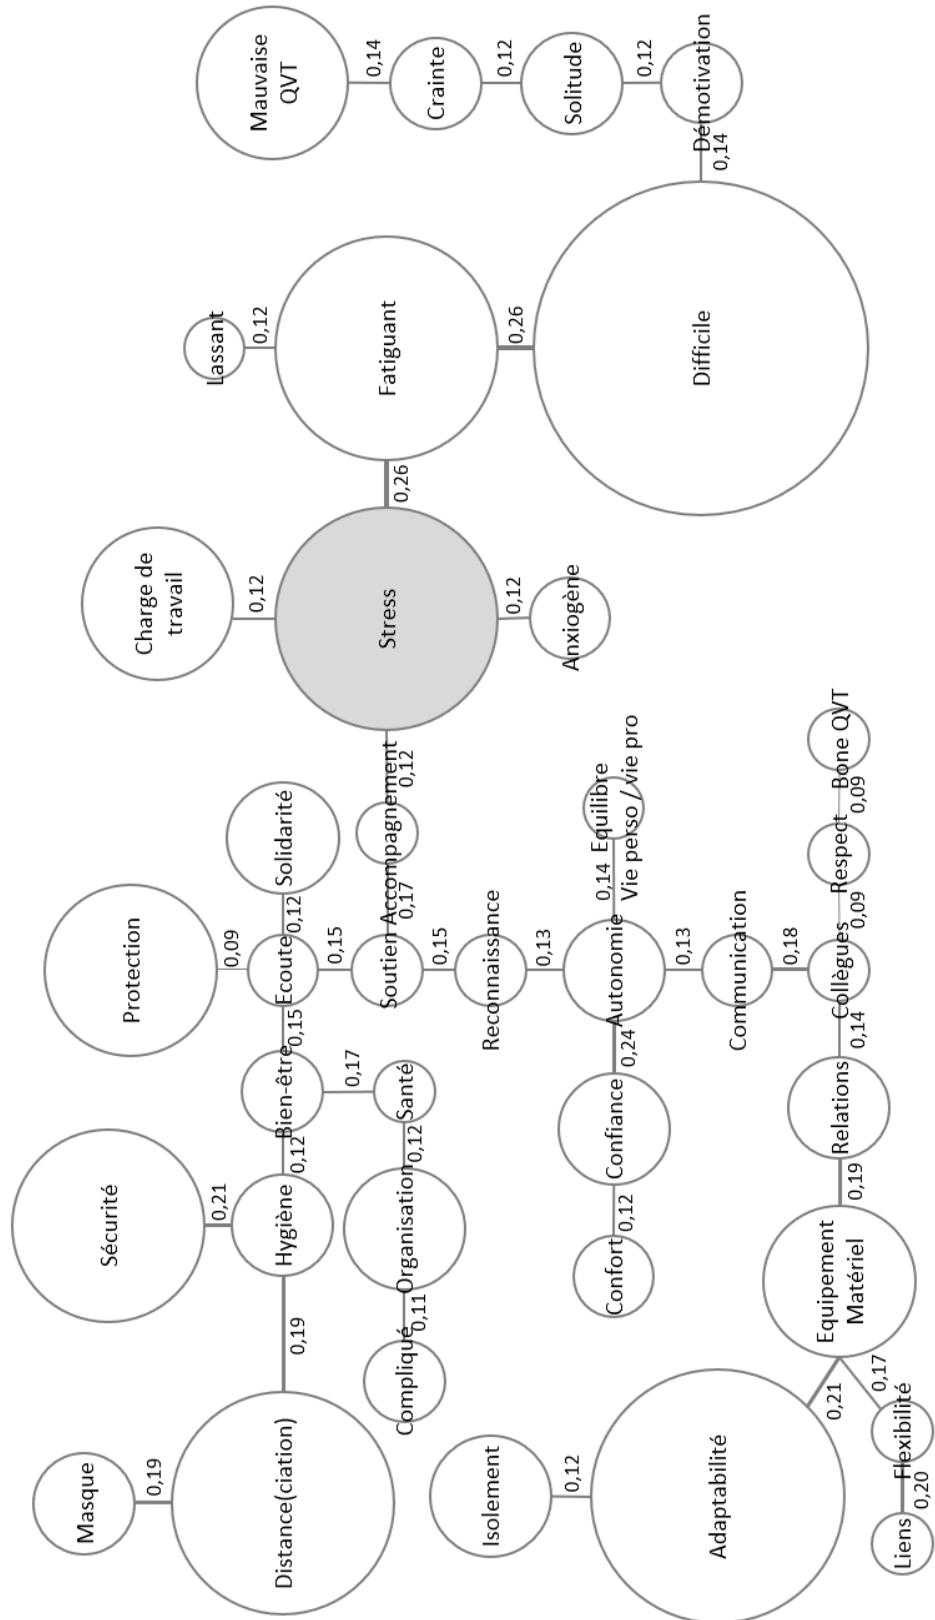 Masque
0,19
Distance(ciation)
0,19
Sécurité
0,21
Hygiène
0,12
Bien-être
0,17
Santé
0,12
Organisation
0,11
Compliqué
0,15
Protection
0,09
Ecoute
0,12
Solidarité
0,15
Soutien
0,17
Accompagnement
0,12
0,15
Reconnaissance
0,13
Autonomie
0,14
Equilibre
Vie perso / vie pro
0,24
Confiance
0,12
Confort
0,13
Communication
0,18
Collègues
0,09
Respect
0,09
Bone QVT
0,14
Relations
0,19
Equipement
Matériel
0,21
Adaptabilité
0,12
Isolement
0,17
Flexibilité
0,20
Liens
Charge de
travail
0,12
Stress
0,12
Anxiogène
0,26
Fatiguant
0,12
Lassant
0,26
Difficile
0,14
Démotivation
0,12
Solitude
0,12
Crainte
0,14
Mauvaise
QVT